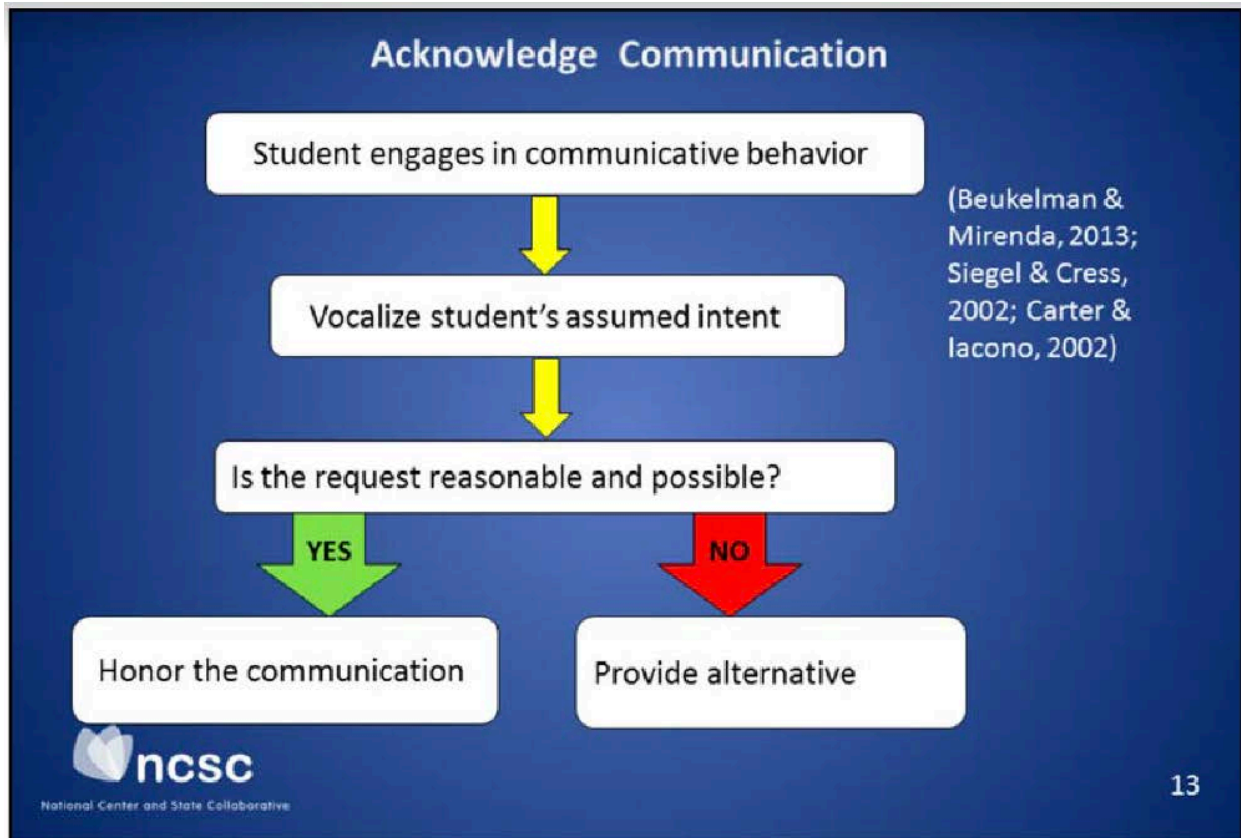 Acknowledge Communication
Student engages in communicative behavior
(Beukelman &
Mirenda, 2013;
Siegel & Cress,
2002; Carter &
Iacono, 2002)
Vocalize student's assumed intent
Is the request reasonable and possible?
YES
NO
Honor the communication
Provide alternative
ncsc
National Center and State Collaborative
13